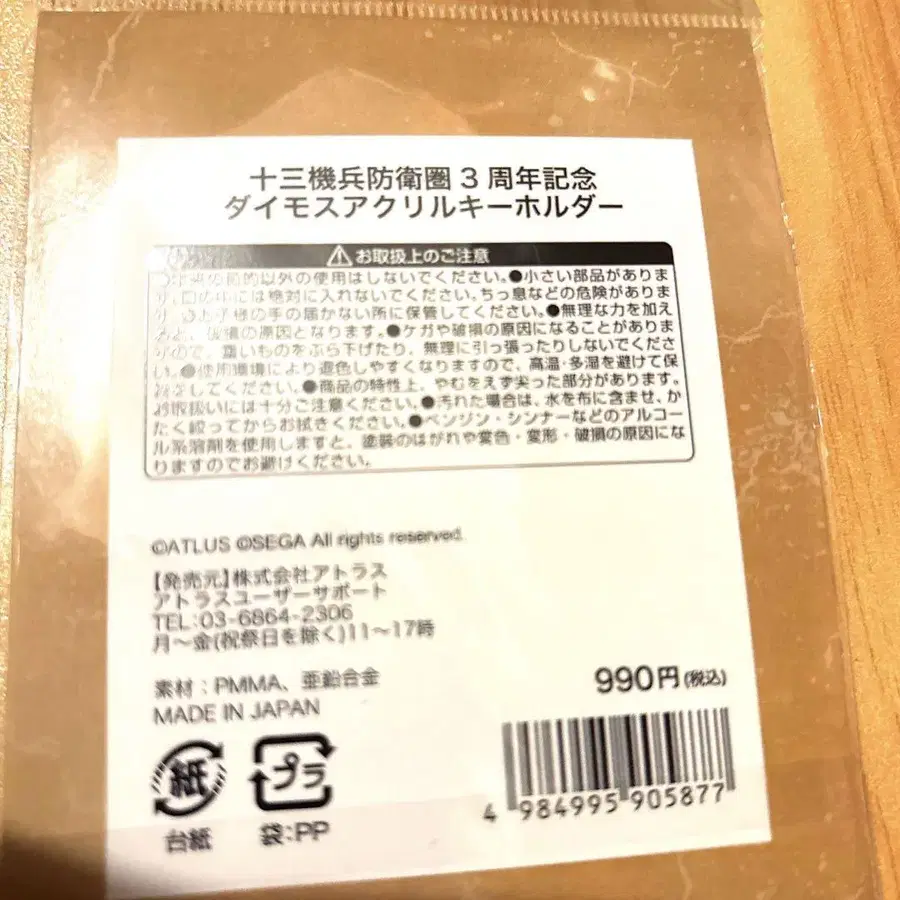 十三機兵防衛圏3周年記念
ダイモスアクリルキーホルダー
お取扱上のご注意
●本来の目的以外の使用はしないでください。●小さい部品がありま
す。口の中には絶対に入れないでください。ちっ息などの危険がありま
す。お子様の手の届かない所に保管してください。●無理な力を加え
ると、破損の原因となります。●ケガや破損の原因になることがありま
すので、重いものをぶら下げたり、無理に引っ張ったりしないでくださ
い。●使用環境により退色しやすくなりますので、高温・多湿を避けて保
管してください。●商品の特性上、やむをえず尖った部分があります。
お取扱いには十分ご注意ください。●汚れた場合は、水を布に含ませ、か
たく絞ってからお拭きください。●ベンジン・シンナーなどのアルコー
ル系溶剤を使用しますと、塗装のはがれや変色・変形・破損の原因にな
りますのでお避けください。
©ATLUS ©SEGA All rights reserved.
【発売元】株式会社アトラス
アトラスユーザーサポート
TEL:03-6864-2306
月〜金(祝祭日を除く)11〜17時
素材：PMMA、亜鉛合金
990円(税込)
MADE IN JAPAN
紙
プラ
台紙
袋:PP
4 984995 905877